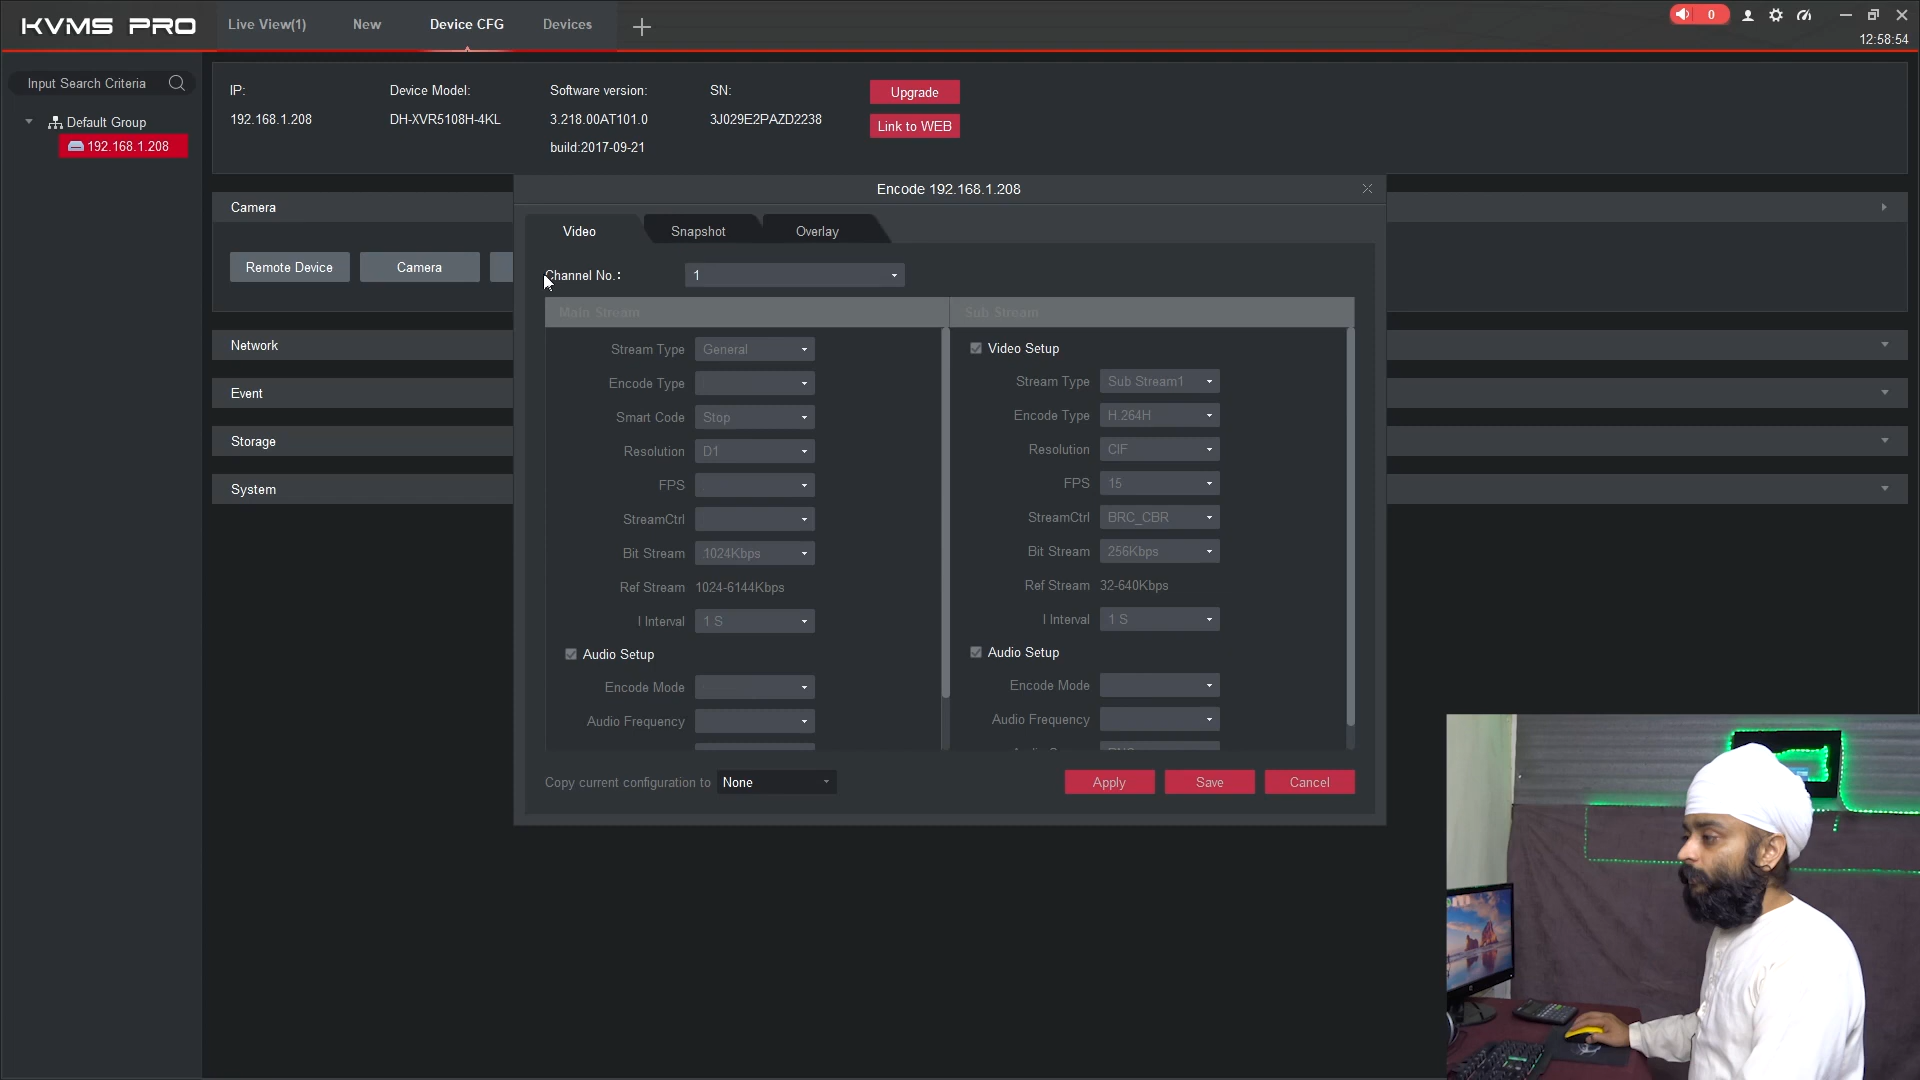 KVMS PRO
Live View(1)
New
Device CFG
Devices
0
12:58:54
Input Search Criteria
Default Group
192.168.1.208
IP:
Device Model:
Software version:
SN:
Upgrade
192.168.1.208
DH-XVR5108H-4KL
3.218.00AT101.0
3J029E2PAZD2238
Link to WEB
build:2017-09-21
Encode 192.168.1.208
Camera
Video
Snapshot
Overlay
Remote Device
Camera
Channel No.:
1
Main Stream
Sub Stream
Network
Event
Storage
System
Stream Type
General
Encode Type
Smart Code
Stop
Resolution
D1
FPS
StreamCtrl
Bit Stream
1024Kbps
Ref Stream
1024-6144Kbps
I Interval
1 S
Audio Setup
Encode Mode
Audio Frequency
Video Setup
Stream Type
Sub Stream1
Encode Type
H.264H
Resolution
CIF
FPS
15
StreamCtrl
BRC_CBR
Bit Stream
256Kbps
Ref Stream
32-640Kbps
I Interval
1 S
Audio Setup
Encode Mode
Audio Frequency
Copy current configuration to
None
Apply
Save
Cancel